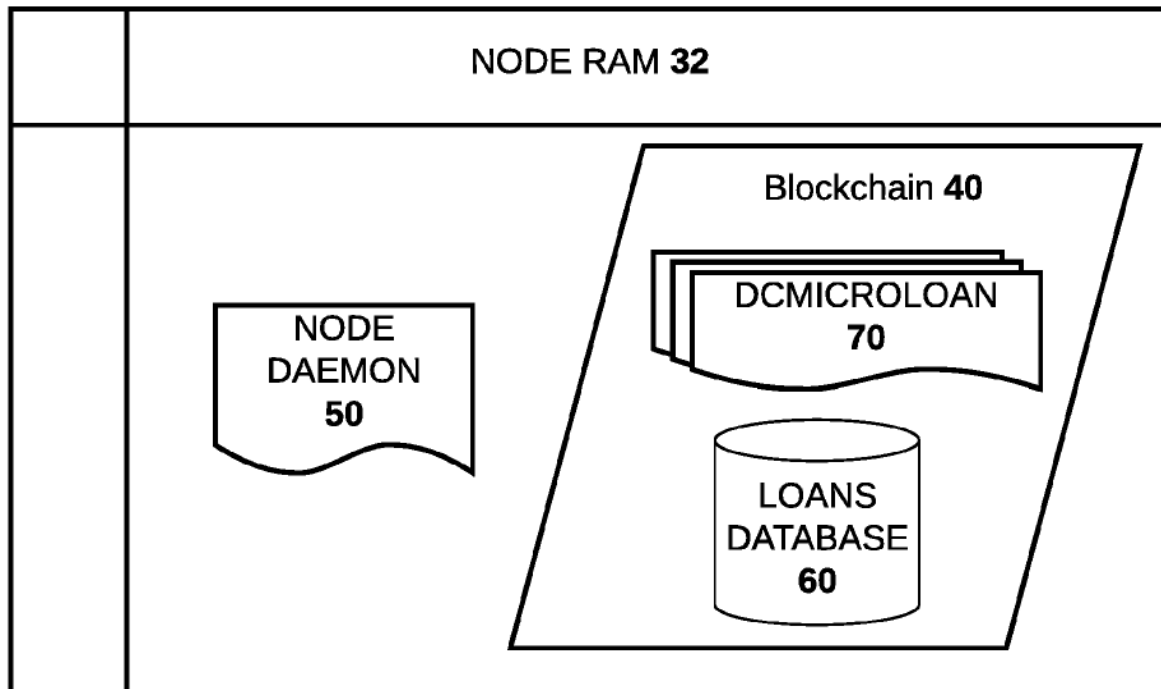 NODE RAM 32
Blockchain 40
DCMICROLOAN
70
NODE
DAEMON
50
LOANS
DATABASE
60